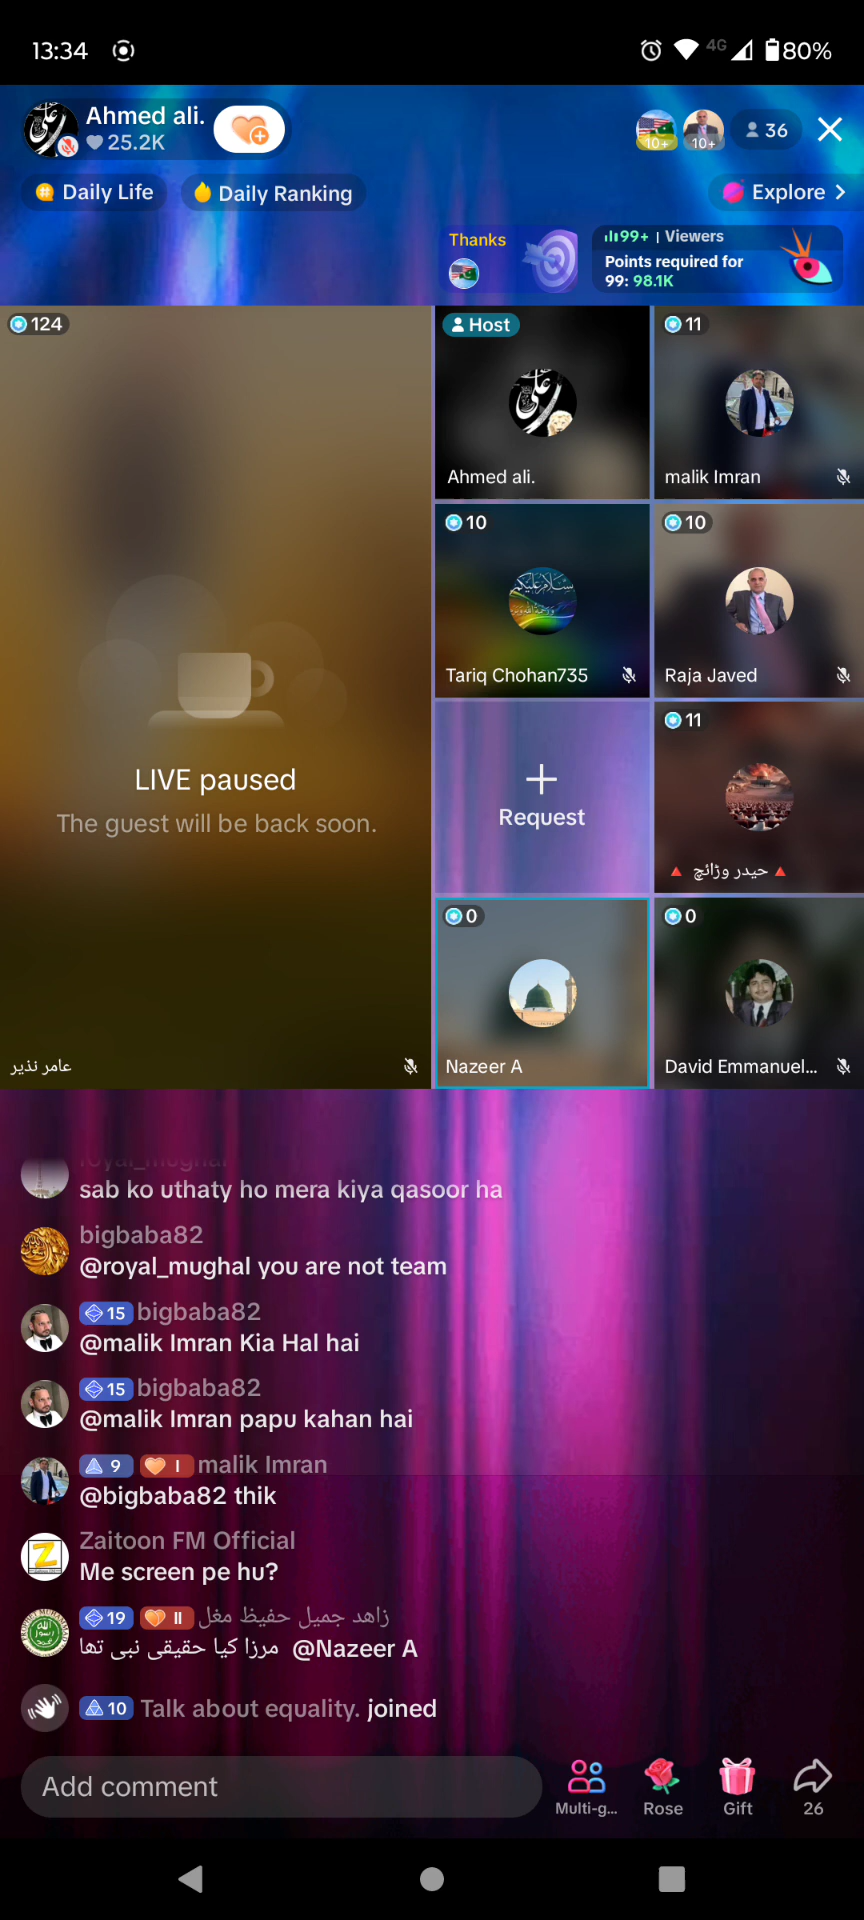 13:34
4G
80%
Ahmed ali.
25.2K
10+
10+
36
Daily Life
Daily Ranking
Explore
Thanks
99+ | Viewers
Points required for
99: 98.1K
124
Host
11
Ahmed ali.
malik Imran
10
10
Tariq Chohan735
Raja Javed
LIVE paused
The guest will be back soon.
Request
11
🔺 حیدر وڑائچ 🔺
0
0
عامر نذیر
Nazeer A
David Emmanuel...
royal_mughal
sab ko uthaty ho mera kiya qasoor ha
bigbaba82
@royal_mughal you are not team
15 bigbaba82
@malik Imran Kia Hal hai
15 bigbaba82
@malik Imran papu kahan hai
9 I malik Imran
@bigbaba82 thik
Zaitoon FM Official
Me screen pe hu?
19 II زاهد جمیل حفیظ مغل
@Nazeer A مرزا کیا حقیقی نبی تھا
10 Talk about equality. joined
Add comment
Multi-g...
Rose
Gift
26